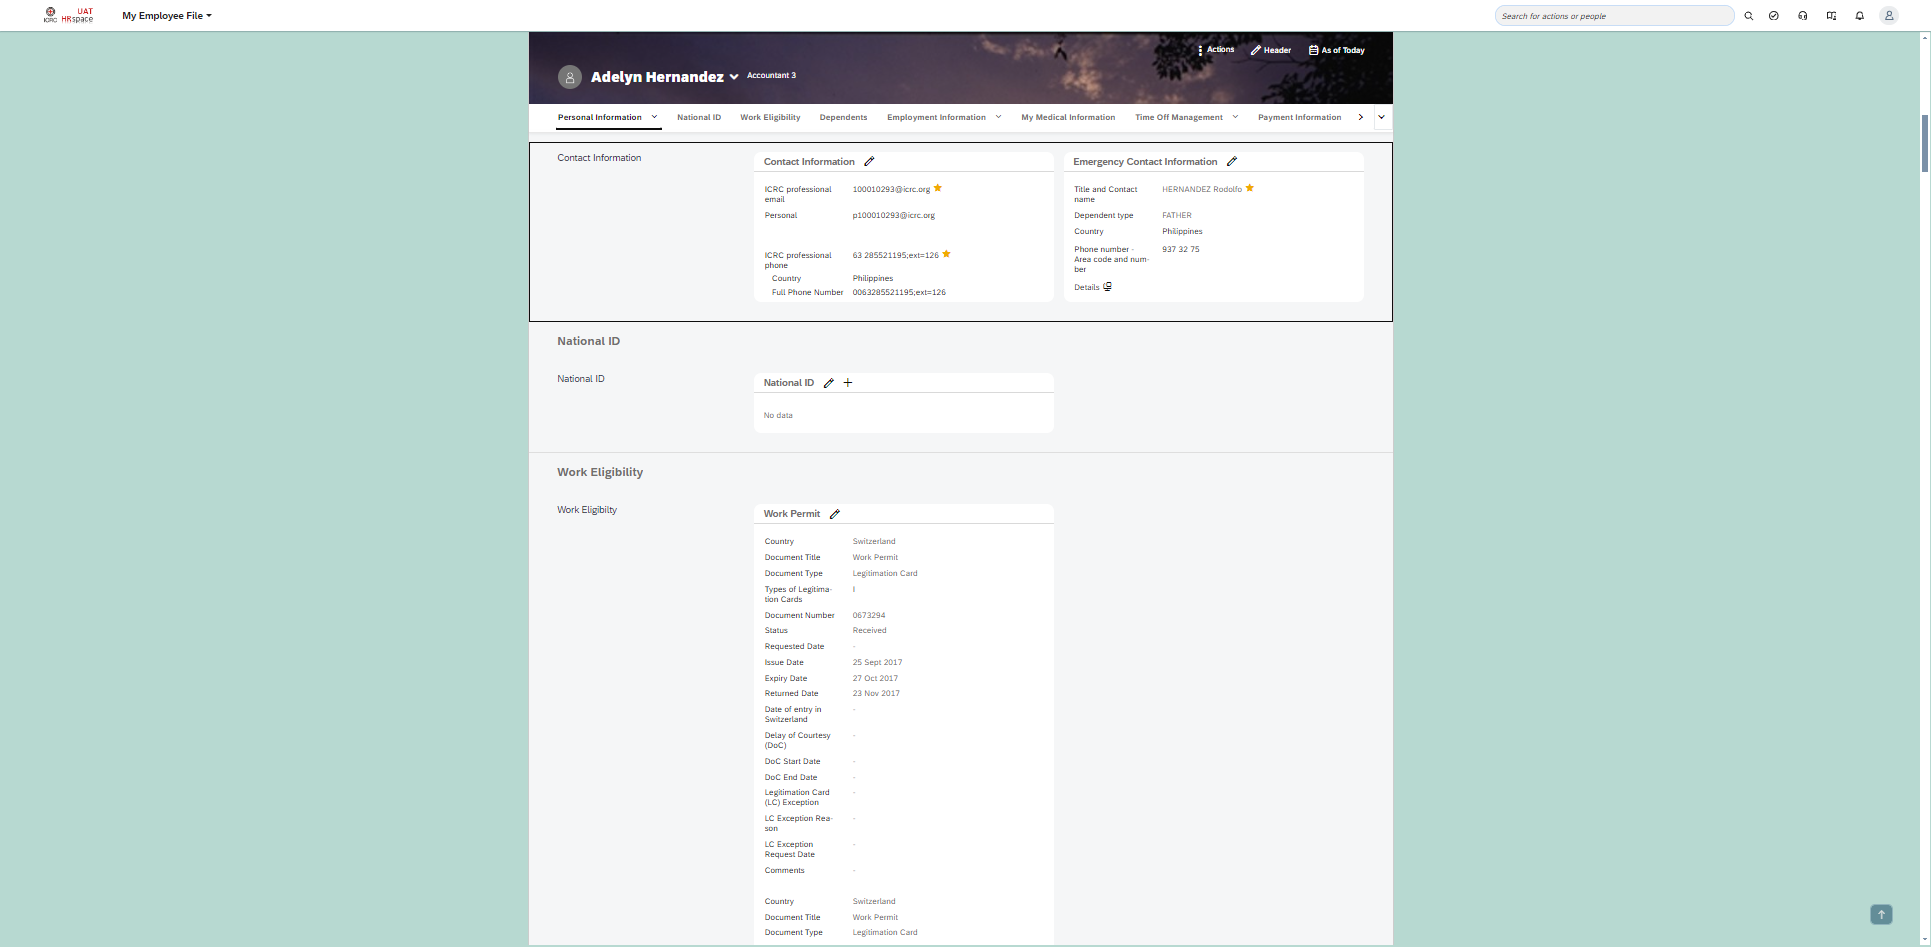 ICRC UAT HRspace My Employee File Search for actions or people
Actions Header As of Today
Adelyn Hernandez Accountant 3
Personal Information National ID Work Eligibility Dependents Employment Information My Medical Information Time Off Management Payment Information
Contact Information
Contact Information
ICRC professional email 100010293@icrc.org
Personal p100010293@icrc.org
ICRC professional phone 63 285521195;ext=126
Country Philippines
Full Phone Number 0063285521195;ext=126
Emergency Contact Information
Title and Contact name HERNANDEZ Rodolfo
Dependent type FATHER
Country Philippines
Phone number - Area code and num-
ber 937 32 75
Details
National ID
National ID
National ID
No data
Work Eligibility
Work Eligibilty
Work Permit
Country Switzerland
Document Title Work Permit
Document Type Legitimation Card
Types of Legitima-
tion Cards I
Document Number 0673294
Status Received
Requested Date -
Issue Date 25 Sept 2017
Expiry Date 27 Oct 2017
Returned Date 23 Nov 2017
Date of entry in Switzerland -
Delay of Courtesy (DoC) -
DoC Start Date -
DoC End Date -
Legitimation Card (LC) Exception -
LC Exception Rea-
son -
LC Exception Request Date -
Comments -
Country Switzerland
Document Title Work Permit
Document Type Legitimation Card